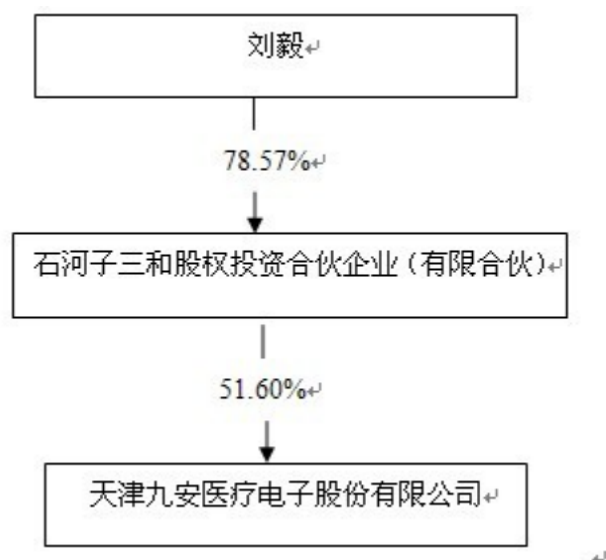 刘毅
78.57%
石河子三和股权投资合伙企业（有限合伙）
51.60%
天津九安医疗电子股份有限公司